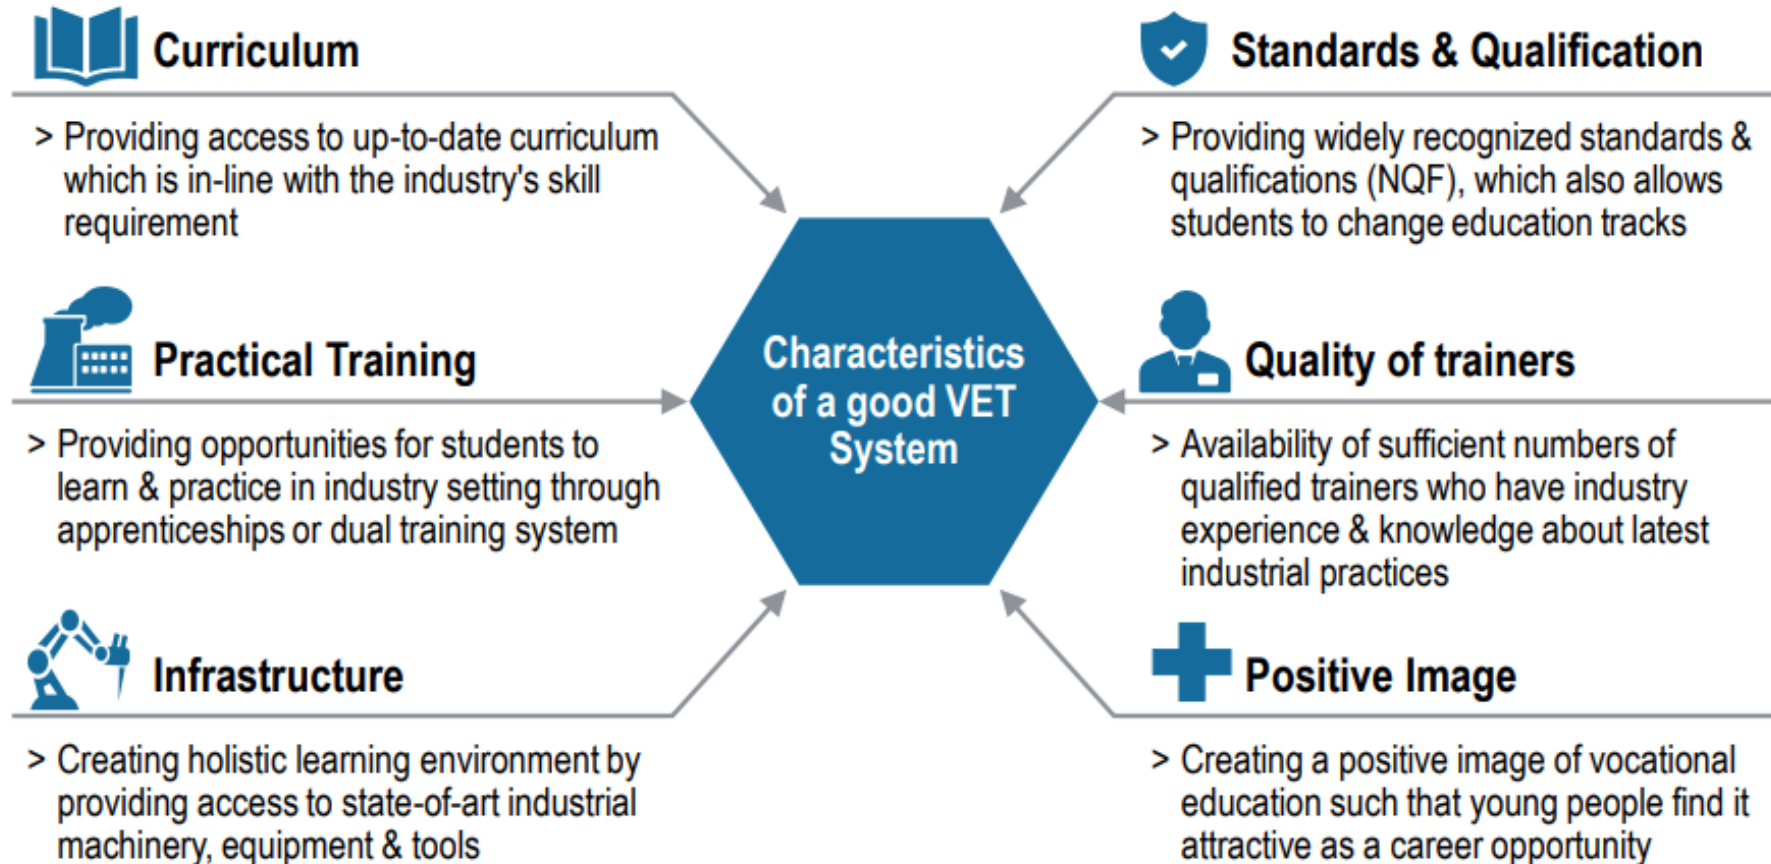 Curriculum
> Providing access to up-to-date curriculum
which is in-line with the industry's skill
requirement
Practical Training
> Providing opportunities for students to
learn & practice in industry setting through
apprenticeships or dual training system
Infrastructure
> Creating holistic learning environment by
providing access to state-of-art industrial
machinery, equipment & tools
Characteristics
of a good VET
System
Standards & Qualification
> Providing widely recognized standards &
qualifications (NQF), which also allows
students to change education tracks
Quality of trainers
> Availability of sufficient numbers of
qualified trainers who have industry
experience & knowledge about latest
industrial practices
Positive Image
> Creating a positive image of vocational
education such that young people find it
attractive as a career opportunity